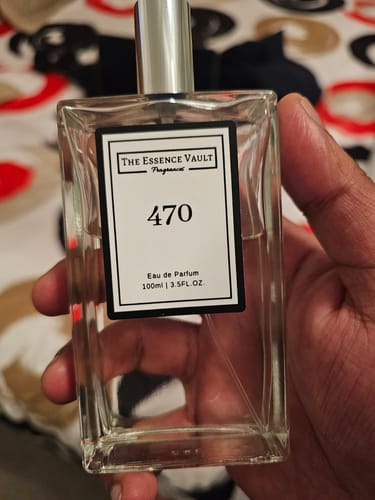 THE ESSENCE VAULT
Fragrances
470
Eau de Parfum
100ml | 3.5FL.OZ.